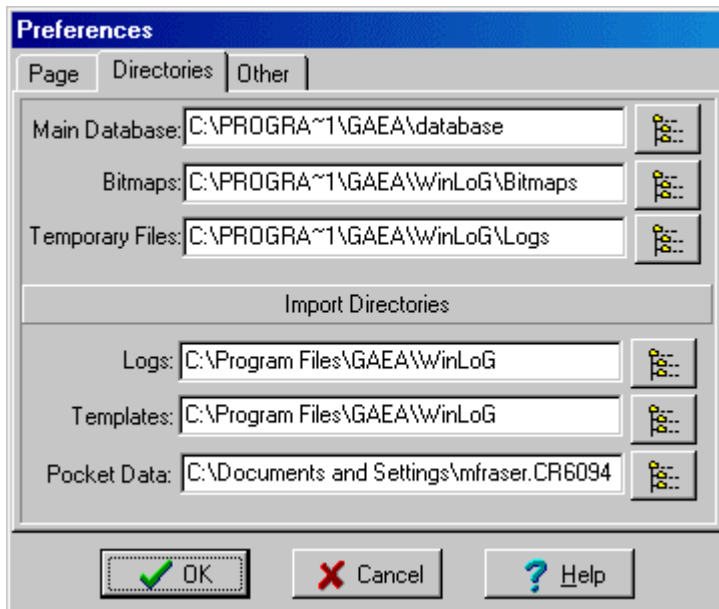 Preferences
Page Directories Other
Main Database: C:\PROGRA~1\GAEA\database
Bitmaps: C:\PROGRA~1\GAEA\WinLoG\Bitmaps
Temporary Files: C:\PROGRA~1\GAEA\WinLoG\Logs
Import Directories
Logs: C:\Program Files\GAEA\WinLoG
Templates: C:\Program Files\GAEA\WinLoG
Pocket Data: C:\Documents and Settings\mfraser.CR6094
OK Cancel Help